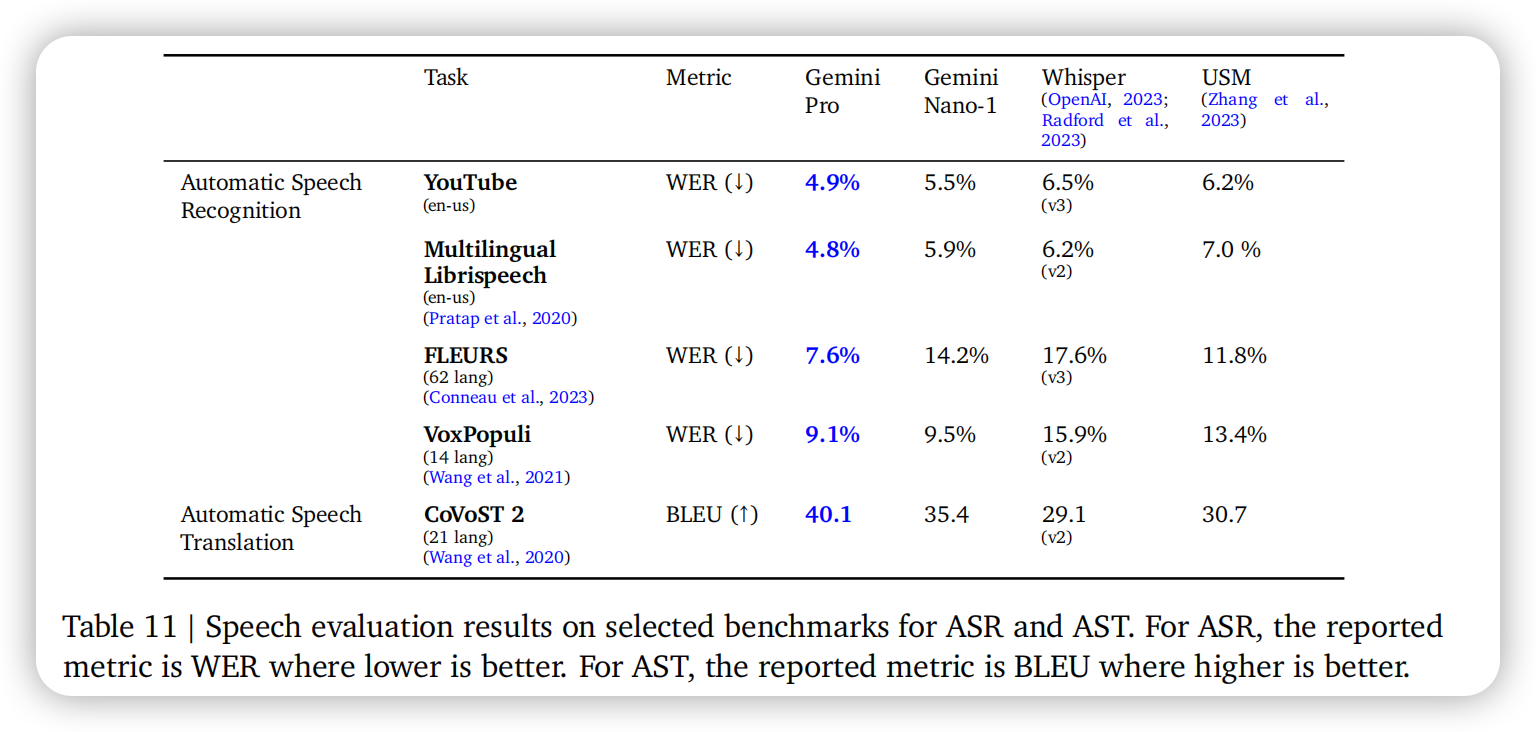 Task Metric Gemini Pro Gemini Nano-1 Whisper (OpenAI, 2023; Radford et al., 2023) USM (Zhang et al., 2023)
Automatic Speech Recognition YouTube (en-us) WER (↓) 4.9% 5.5% 6.5% (v3) 6.2%
Multilingual Librispeech (en-us) (Pratap et al., 2020) WER (↓) 4.8% 5.9% 6.2% (v2) 7.0 %
FLEURS (62 lang) (Conneau et al., 2023) WER (↓) 7.6% 14.2% 17.6% (v3) 11.8%
VoxPopuli (14 lang) (Wang et al., 2021) WER (↓) 9.1% 9.5% 15.9% (v2) 13.4%
Automatic Speech Translation CoVoST 2 (21 lang) (Wang et al., 2020) BLEU (↑) 40.1 35.4 29.1 (v2) 30.7
Table 11 | Speech evaluation results on selected benchmarks for ASR and AST. For ASR, the reported
metric is WER where lower is better. For AST, the reported metric is BLEU where higher is better.